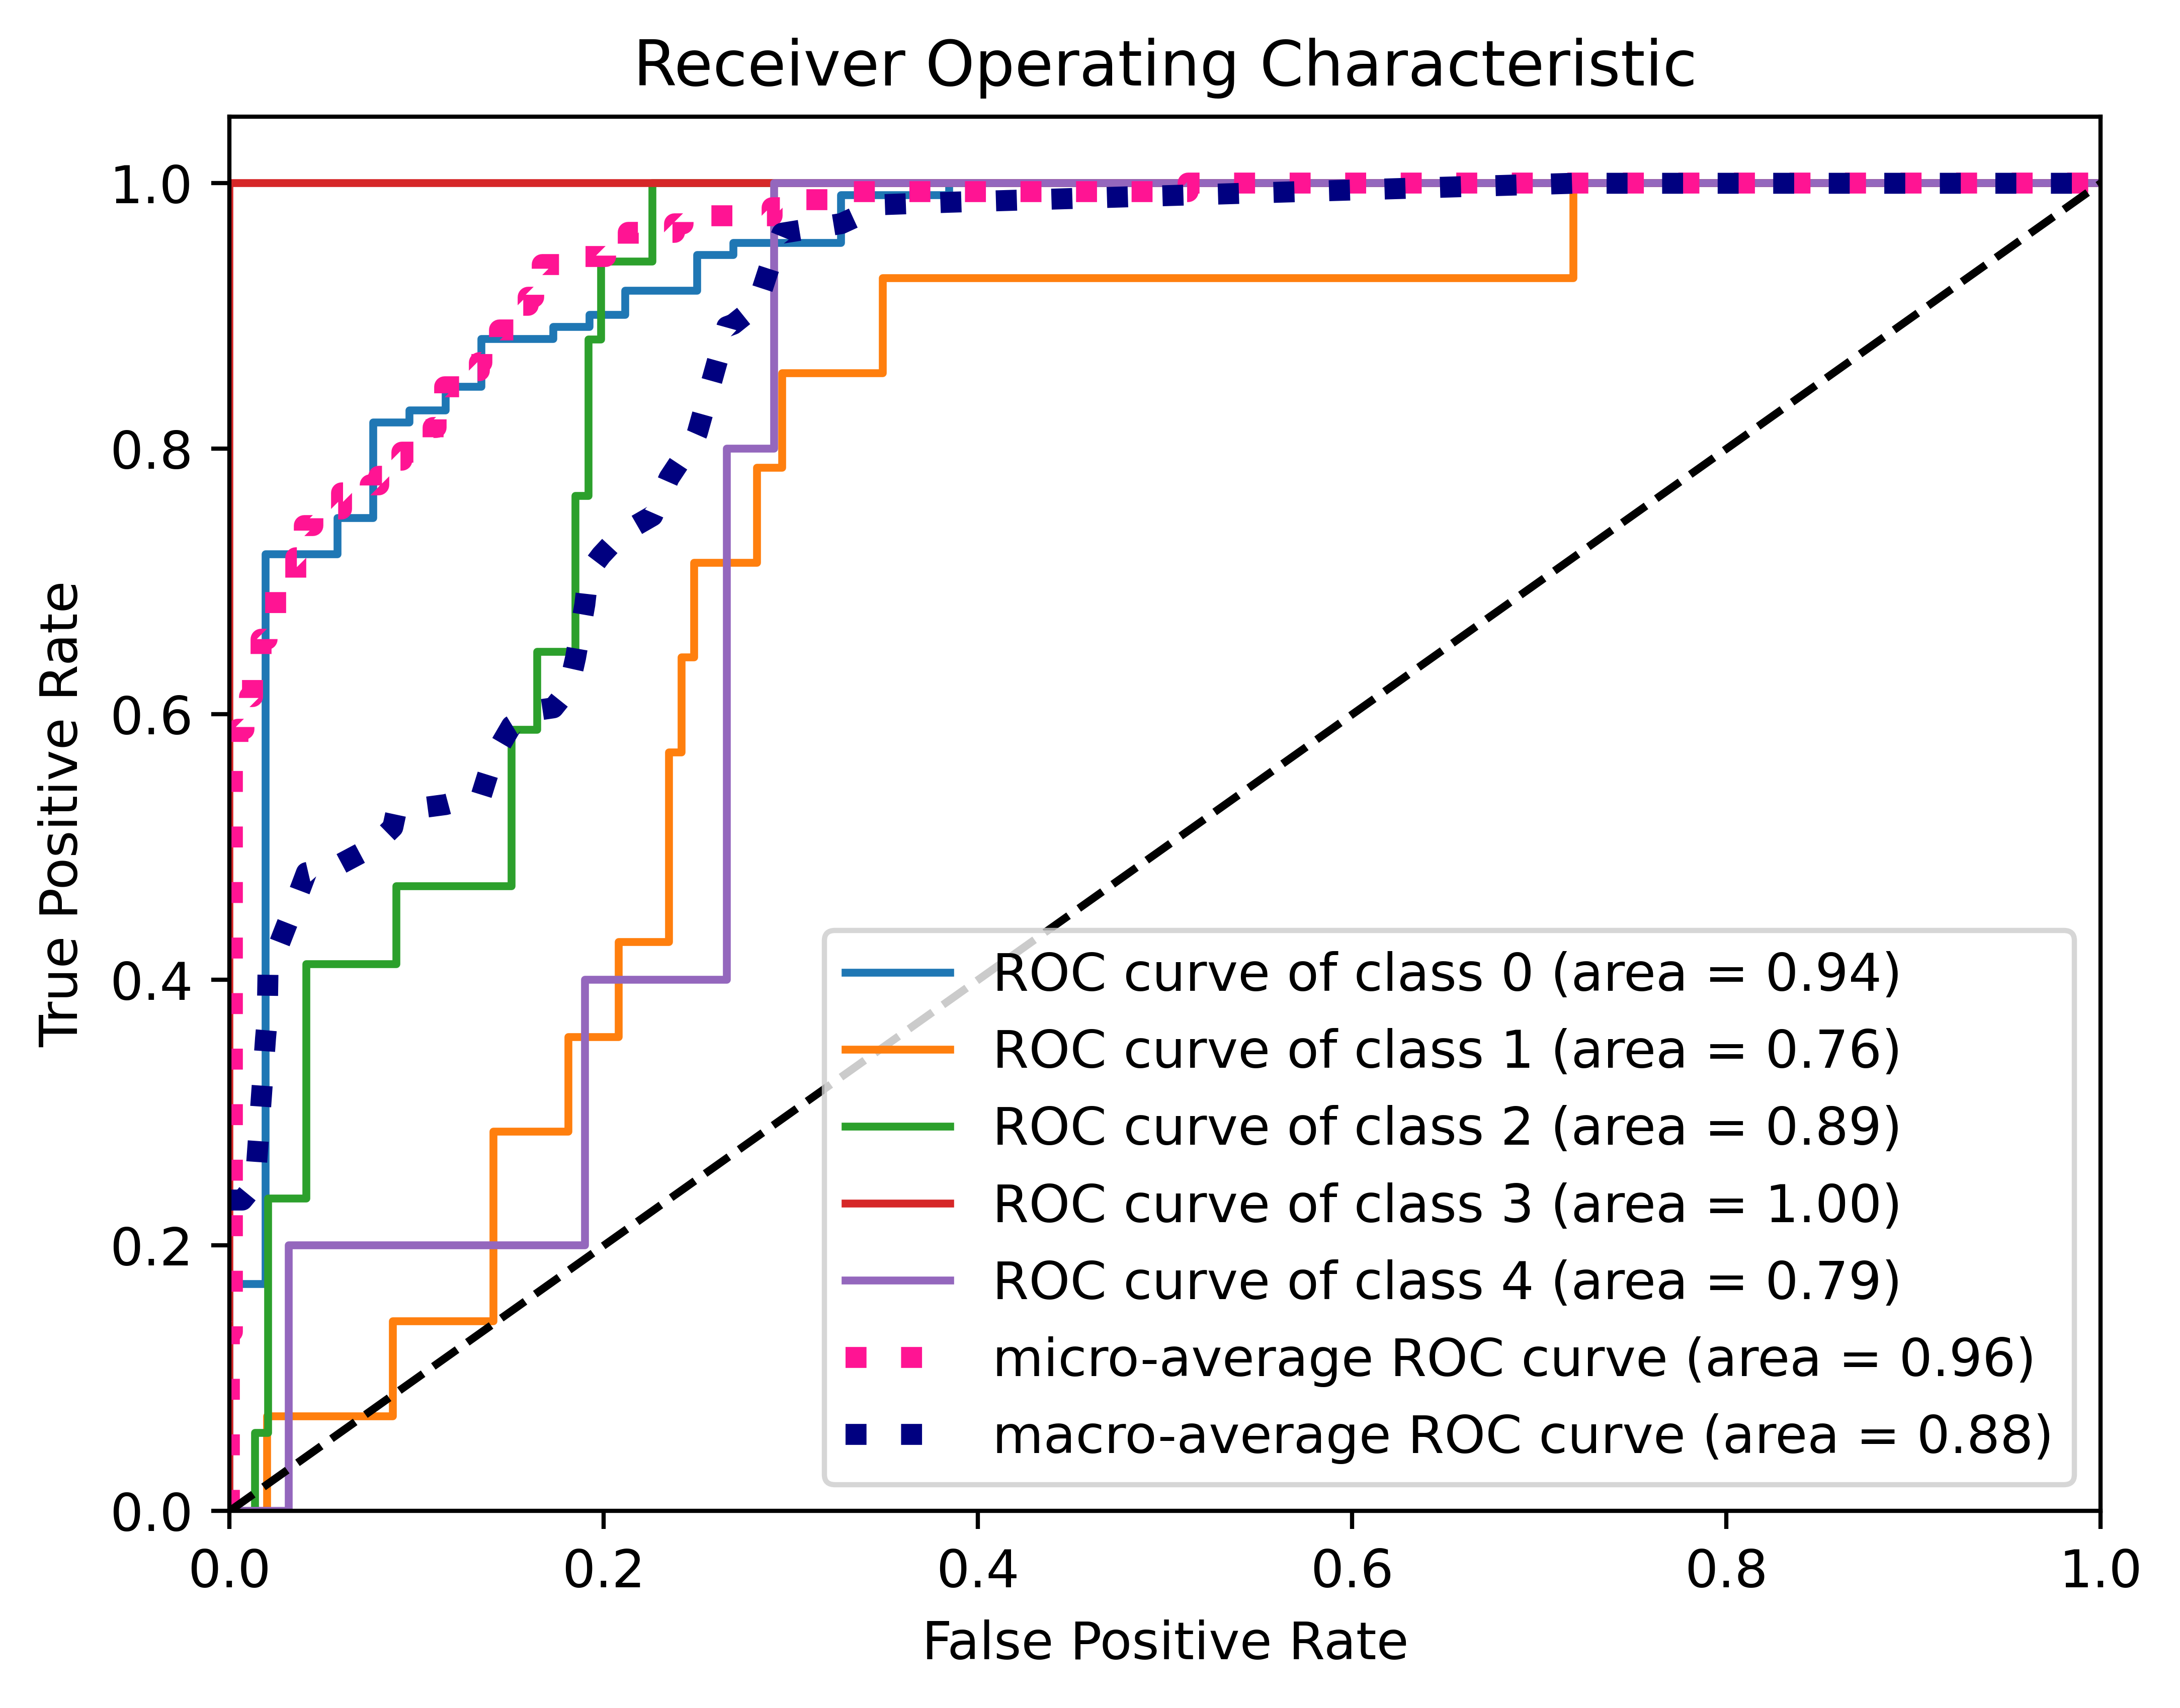 Receiver Operating Characteristic
1.0
0.8
0.6
0.4
0.2
0.0
True Positive Rate
ROC curve of class 0 (area = 0.94)
ROC curve of class 1 (area = 0.76)
ROC curve of class 2 (area = 0.89)
ROC curve of class 3 (area = 1.00)
ROC curve of class 4 (area = 0.79)
micro-average ROC curve (area = 0.96)
macro-average ROC curve (area = 0.88)
0.0 0.2 0.4 0.6 0.8 1.0
False Positive Rate